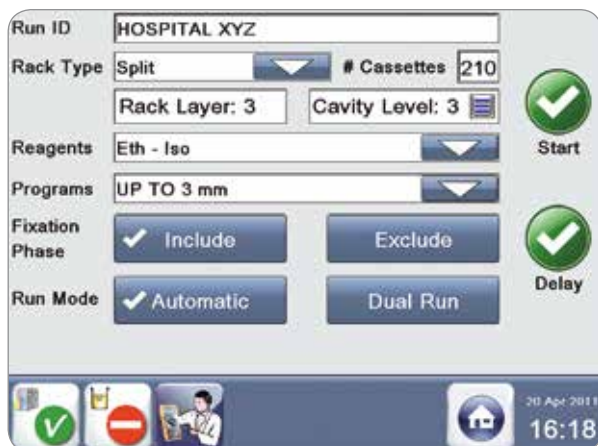 Run ID HOSPITAL XYZ
Rack Type Split # Cassettes 210
Rack Layer: 3 Cavity Level: 3
Start
Reagents Eth - Iso
Programs UP TO 3 mm
Fixation Phase Include Exclude
Delay
Run Mode Automatic Dual Run
20 Apr 2011
16:18